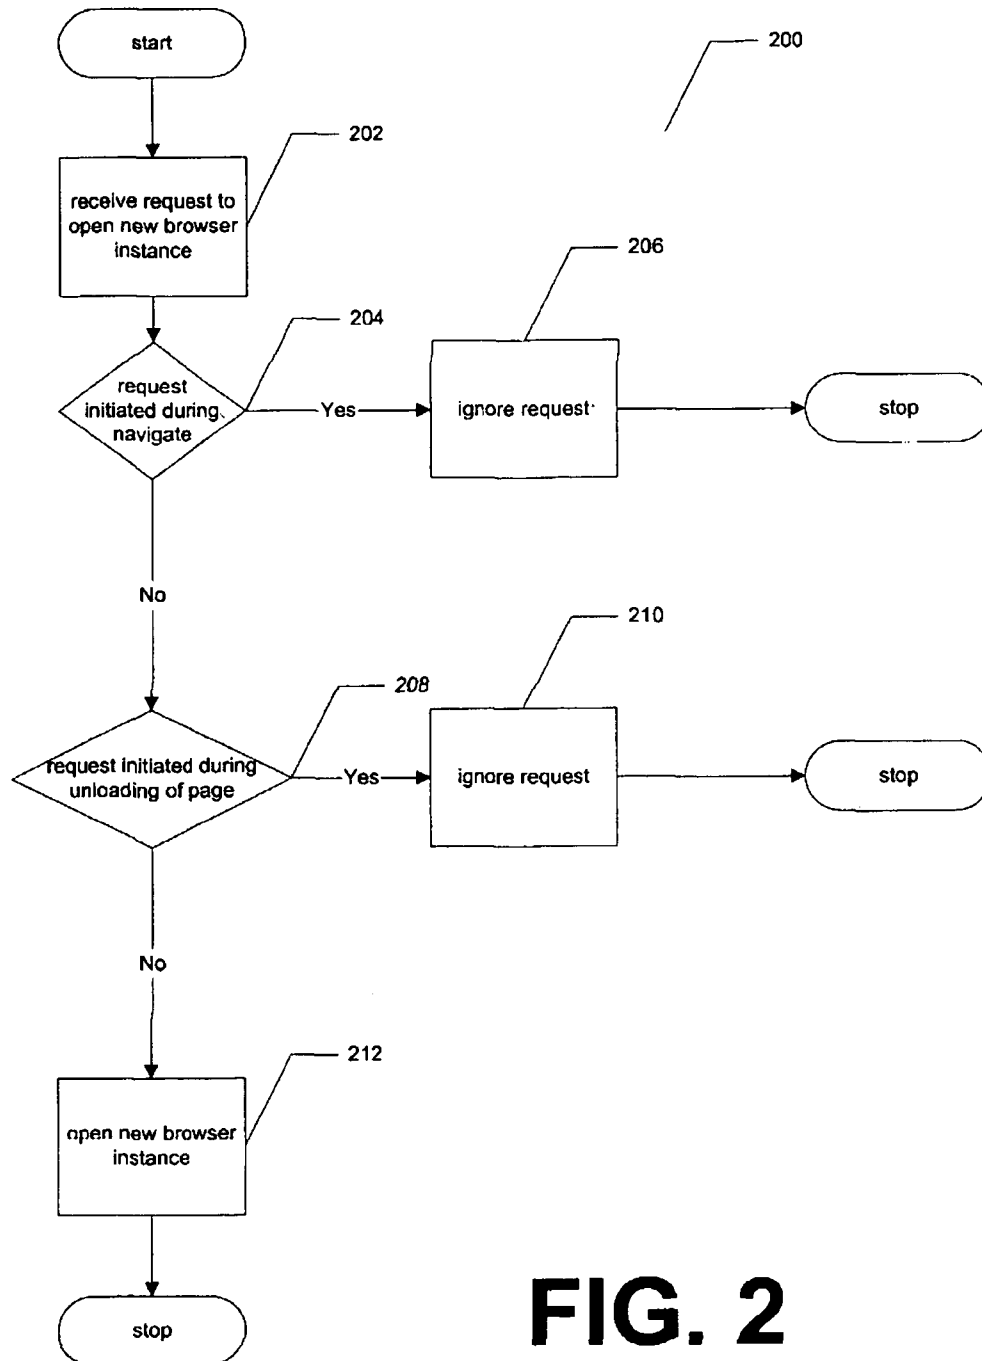 start
200
202
receive request to
open new browser
instance
206
204
request
initiated during
navigate
Yes
ignore request
stop
No
210
208
request initiated during
unloading of page
Yes
ignore request
stop
No
212
open new browser
instance
stop
FIG. 2